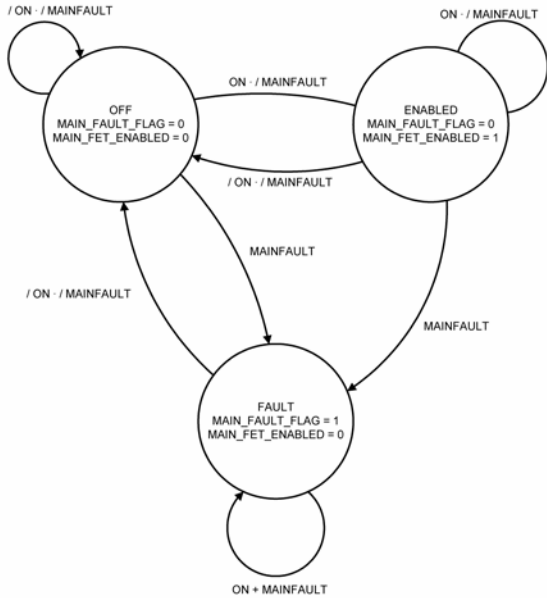 / ON · / MAINFAULT
ON · / MAINFAULT
OFF
MAIN_FAULT_FLAG = 0
MAIN_FET_ENABLED = 0
ON · / MAINFAULT
ENABLED
MAIN_FAULT_FLAG = 0
MAIN_FET_ENABLED = 1
/ ON · / MAINFAULT
MAINFAULT
/ ON · / MAINFAULT
MAINFAULT
FAULT
MAIN_FAULT_FLAG = 1
MAIN_FET_ENABLED = 0
ON + MAINFAULT